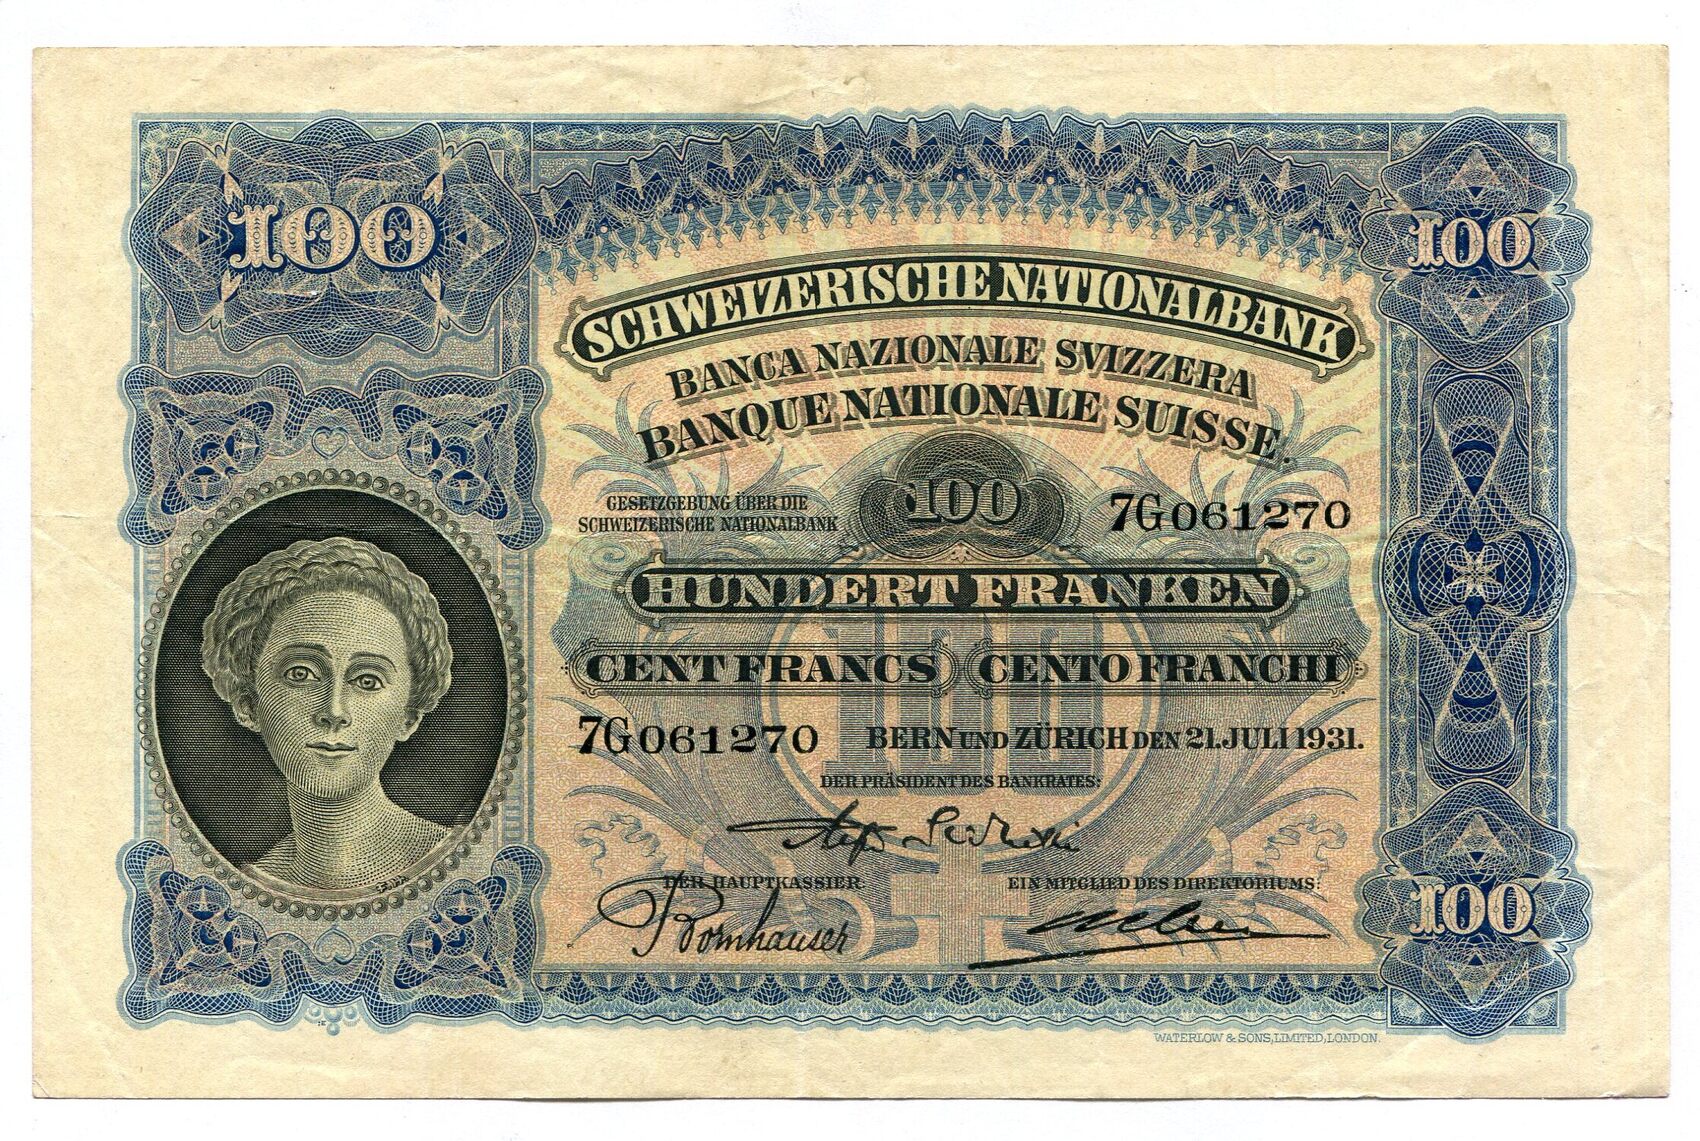 100
100
SCHWEIZERISCHE NATIONALBANK
BANCA NAZIONALE SVIZZERA
BANQUE NATIONALE SUISSE.
GESETZGEBUNG ÜBER DIE
SCHWEIZERISCHE NATIONALBANK
100
7G061270
HUNDERT FRANKEN
CENT FRANCS
CENTO FRANCHI
100
7G061270
BERN UND ZÜRICH DEN 21. JULI 1931.
DER PRÄSIDENT DES BANKRATES:
DER HAUPTKASSIER:
EIN MITGLIED DES DIREKTORIUMS:
Bornhauser
100
WATERLOW & SONS, LIMITED, LONDON.